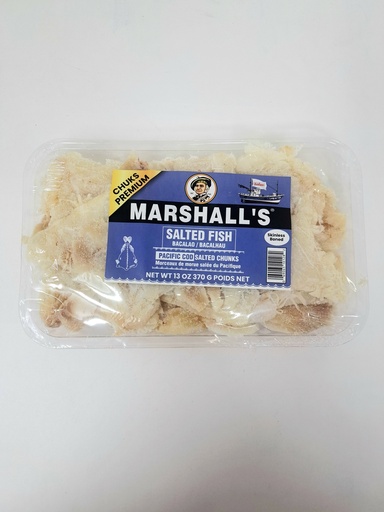 CHUKS
PREMIUM
MARSHALL'S®
SALTED FISH
BACALAO / BACALHAU
PACIFIC COD SALTED CHUNKS
Morceaux de morue salée du Pacifique
NET WT 13 OZ 370 G POIDS NET
Skinless
Boned